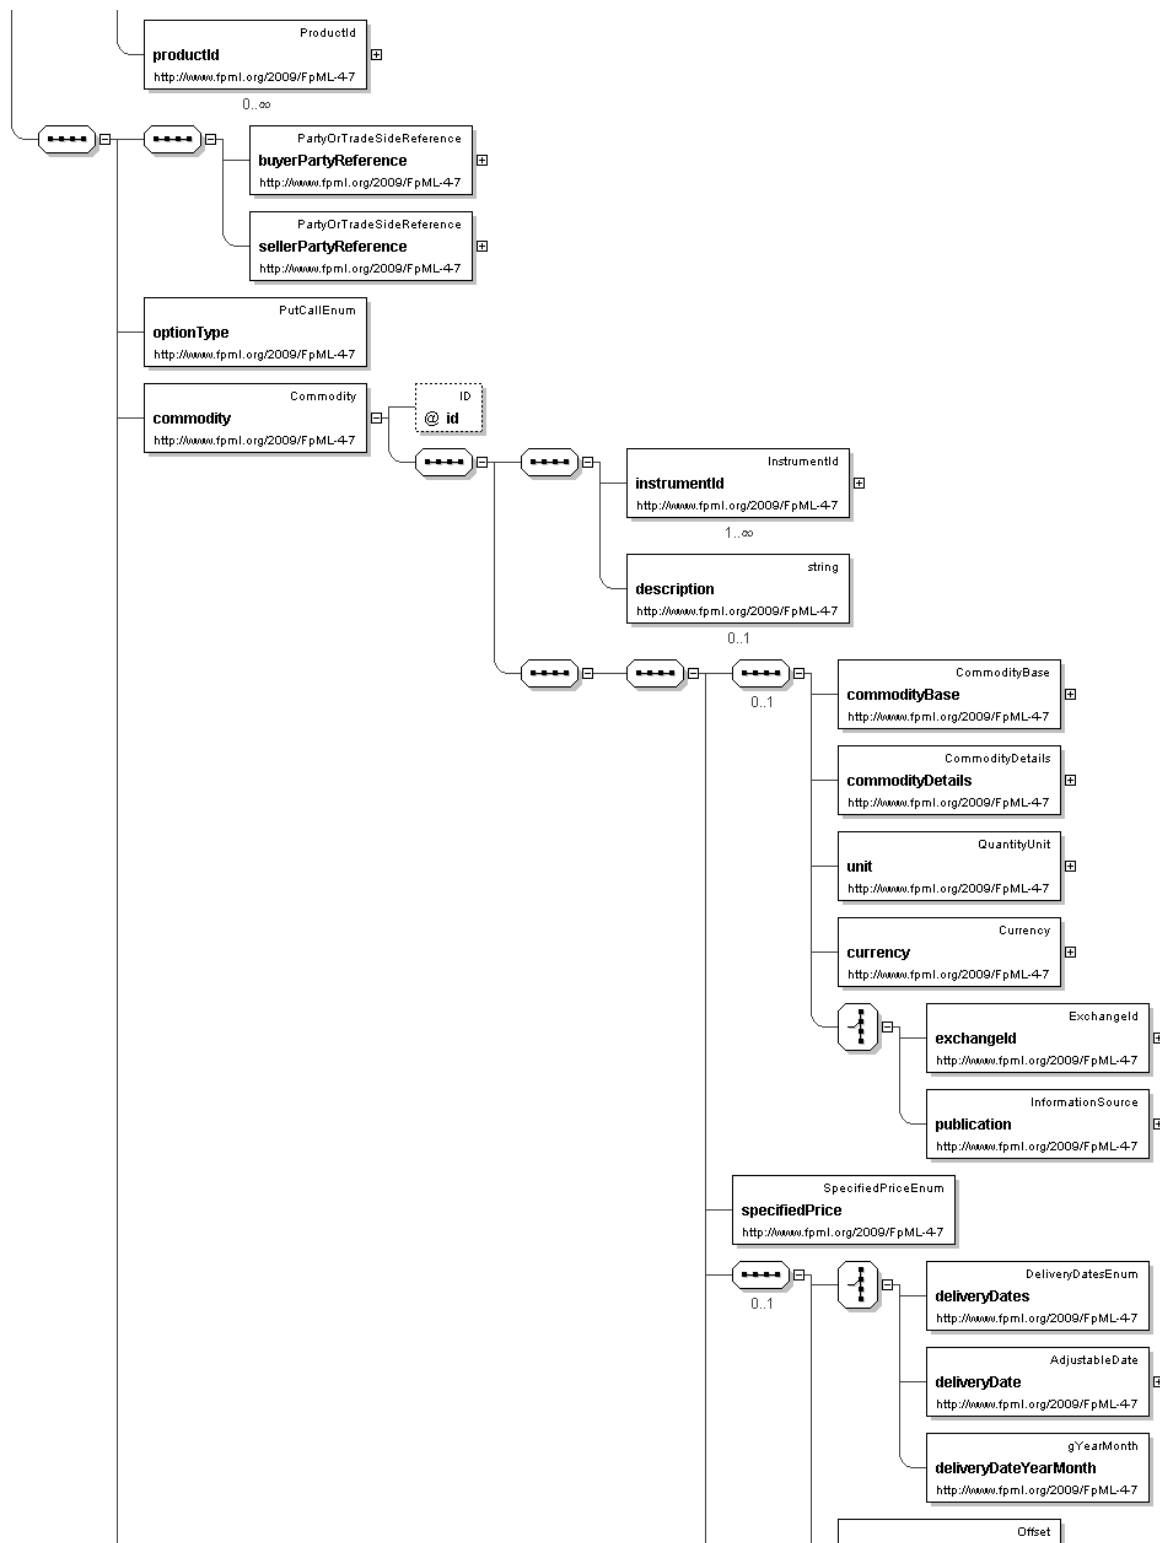 ProductId
productId
http://www.fpml.org/2009/FpML-4-7
0..∞
PartyOrTradeSideReference
buyerPartyReference
http://www.fpml.org/2009/FpML-4-7
PartyOrTradeSideReference
sellerPartyReference
http://www.fpml.org/2009/FpML-4-7
PutCallEnum
optionType
http://www.fpml.org/2009/FpML-4-7
Commodity
commodity
http://www.fpml.org/2009/FpML-4-7
ID
@ id
InstrumentId
instrumentId
http://www.fpml.org/2009/FpML-4-7
1..∞
string
description
http://www.fpml.org/2009/FpML-4-7
0..1
0..1
CommodityBase
commodityBase
http://www.fpml.org/2009/FpML-4-7
CommodityDetails
commodityDetails
http://www.fpml.org/2009/FpML-4-7
QuantityUnit
unit
http://www.fpml.org/2009/FpML-4-7
Currency
currency
http://www.fpml.org/2009/FpML-4-7
ExchangeId
exchangeId
http://www.fpml.org/2009/FpML-4-7
InformationSource
publication
http://www.fpml.org/2009/FpML-4-7
SpecifiedPriceEnum
specifiedPrice
http://www.fpml.org/2009/FpML-4-7
0..1
DeliveryDatesEnum
deliveryDates
http://www.fpml.org/2009/FpML-4-7
AdjustableDate
deliveryDate
http://www.fpml.org/2009/FpML-4-7
gYearMonth
deliveryDateYearMonth
http://www.fpml.org/2009/FpML-4-7
Offset